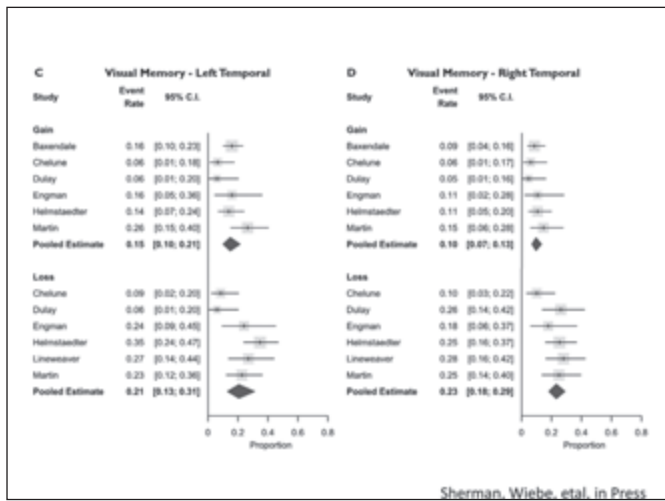 C Visual Memory - Left Temporal
Study Event Rate 95% C.I.
Gain
Baxendale 0.16 [0.10; 0.23]
Chelune 0.06 [0.01; 0.18]
Dulay 0.06 [0.01; 0.20]
Engman 0.16 [0.05; 0.36]
Helmstaedter 0.14 [0.07; 0.24]
Martin 0.26 [0.15; 0.40]
Pooled Estimate 0.15 [0.10; 0.21]
Loss
Chelune 0.09 [0.02; 0.20]
Dulay 0.06 [0.01; 0.20]
Engman 0.24 [0.09; 0.45]
Helmstaedter 0.35 [0.24; 0.47]
Lineweaver 0.27 [0.14; 0.44]
Martin 0.23 [0.12; 0.36]
Pooled Estimate 0.21 [0.13; 0.31]
0 0.2 0.4 0.6 0.8
Proportion
D Visual Memory - Right Temporal
Study Event Rate 95% C.I.
Gain
Baxendale 0.09 [0.04; 0.16]
Chelune 0.06 [0.01; 0.17]
Dulay 0.05 [0.01; 0.16]
Engman 0.11 [0.02; 0.28]
Helmstaedter 0.11 [0.05; 0.20]
Martin 0.15 [0.06; 0.28]
Pooled Estimate 0.10 [0.07; 0.13]
Loss
Chelune 0.10 [0.03; 0.22]
Dulay 0.26 [0.14; 0.42]
Engman 0.18 [0.06; 0.37]
Helmstaedter 0.25 [0.16; 0.37]
Lineweaver 0.28 [0.16; 0.42]
Martin 0.25 [0.14; 0.40]
Pooled Estimate 0.23 [0.18; 0.29]
0 0.2 0.4 0.6 0.8
Proportion
Sherman, Wiebe, etal, in Press